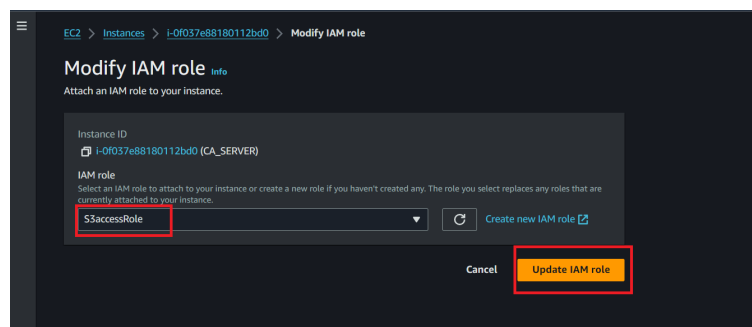 EC2 > Instances > i-0f037e88180112bd0 > Modify IAM role
Modify IAM role Info
Attach an IAM role to your instance.
Instance ID
i-0f037e88180112bd0 (CA_SERVER)
IAM role
Select an IAM role to attach to your instance or create a new role if you haven't created any. The role you select replaces any roles that are
currently attached to your instance.
S3accessRole
Create new IAM role
Cancel
Update IAM role